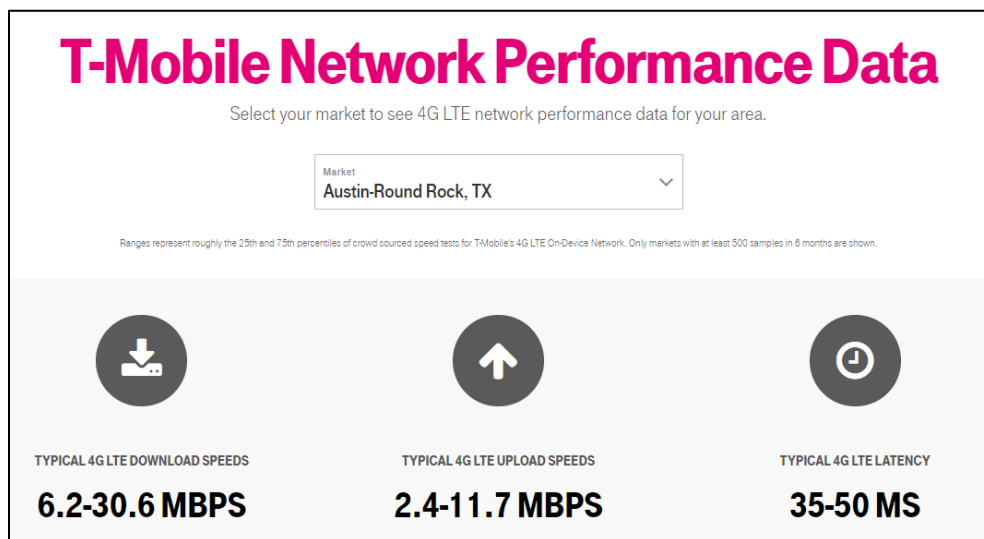 T-Mobile Network Performance Data
Select your market to see 4G LTE network performance data for your area.
Market
Austin-Round Rock, TX
Ranges represent roughly the 25th and 75th percentiles of crowd sourced speed tests for T-Mobile's 4G LTE On-Device Network. Only markets with at least 500 samples in 6 months are shown.
TYPICAL 4G LTE DOWNLOAD SPEEDS
6.2-30.6 MBPS
TYPICAL 4G LTE UPLOAD SPEEDS
2.4-11.7 MBPS
TYPICAL 4G LTE LATENCY
35-50 MS